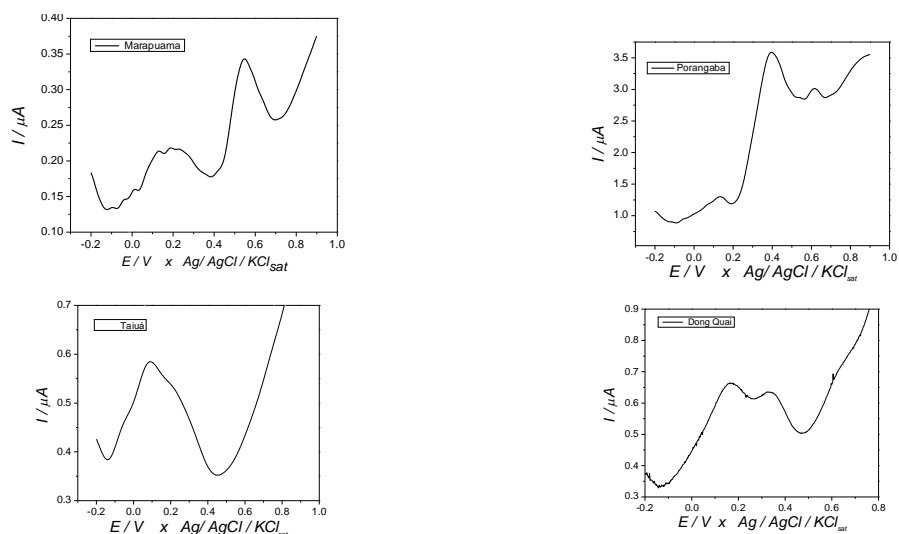 0.40
0.35
0.30
0.25
0.20
0.15
0.10
I / μA
Marapuama
-0.2 0.0 0.2 0.4 0.6 0.8 1.0
E / V x Ag/ AgCl / KCl sat
3.5
3.0
2.5
2.0
1.5
1.0
I / μA
Porangaba
-0.2 0.0 0.2 0.4 0.6 0.8 1.0
E / V x Ag/ AgCl / KCl sat
0.7
0.6
0.5
0.4
0.3
I / μA
Taiuá
-0.2 0.0 0.2 0.4 0.6 0.8 1.0
E / V x Ag/ AgCl / KCl sat
0.9
0.8
0.7
0.6
0.5
0.4
0.3
I / μA
Dong Quai
-0.2 0.0 0.2 0.4 0.6 0.8
E / V x Ag / AgCl / KCl sat